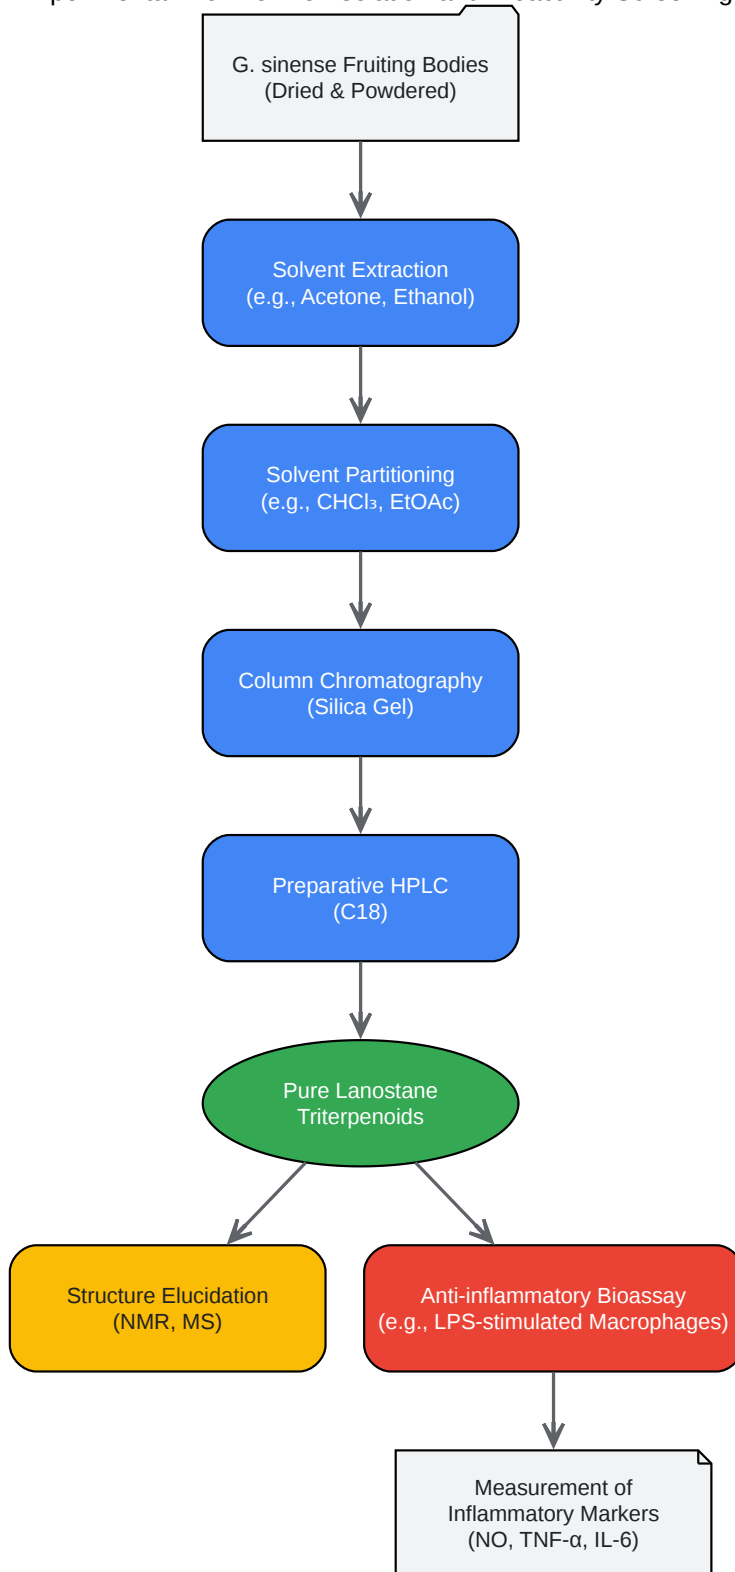 G. sinense Fruiting Bodies
(Dried & Powdered)
Solvent Extraction
(e.g., Acetone, Ethanol)
Solvent Partitioning
(e.g., CHCl₃, EtOAc)
Column Chromatography
(Silica Gel)
Preparative HPLC
(C18)
Pure Lanostane
Triterpenoids
Structure Elucidation
(NMR, MS)
Anti-inflammatory Bioassay
(e.g., LPS-stimulated Macrophages)
Measurement of
Inflammatory Markers
(NO, TNF-α, IL-6)